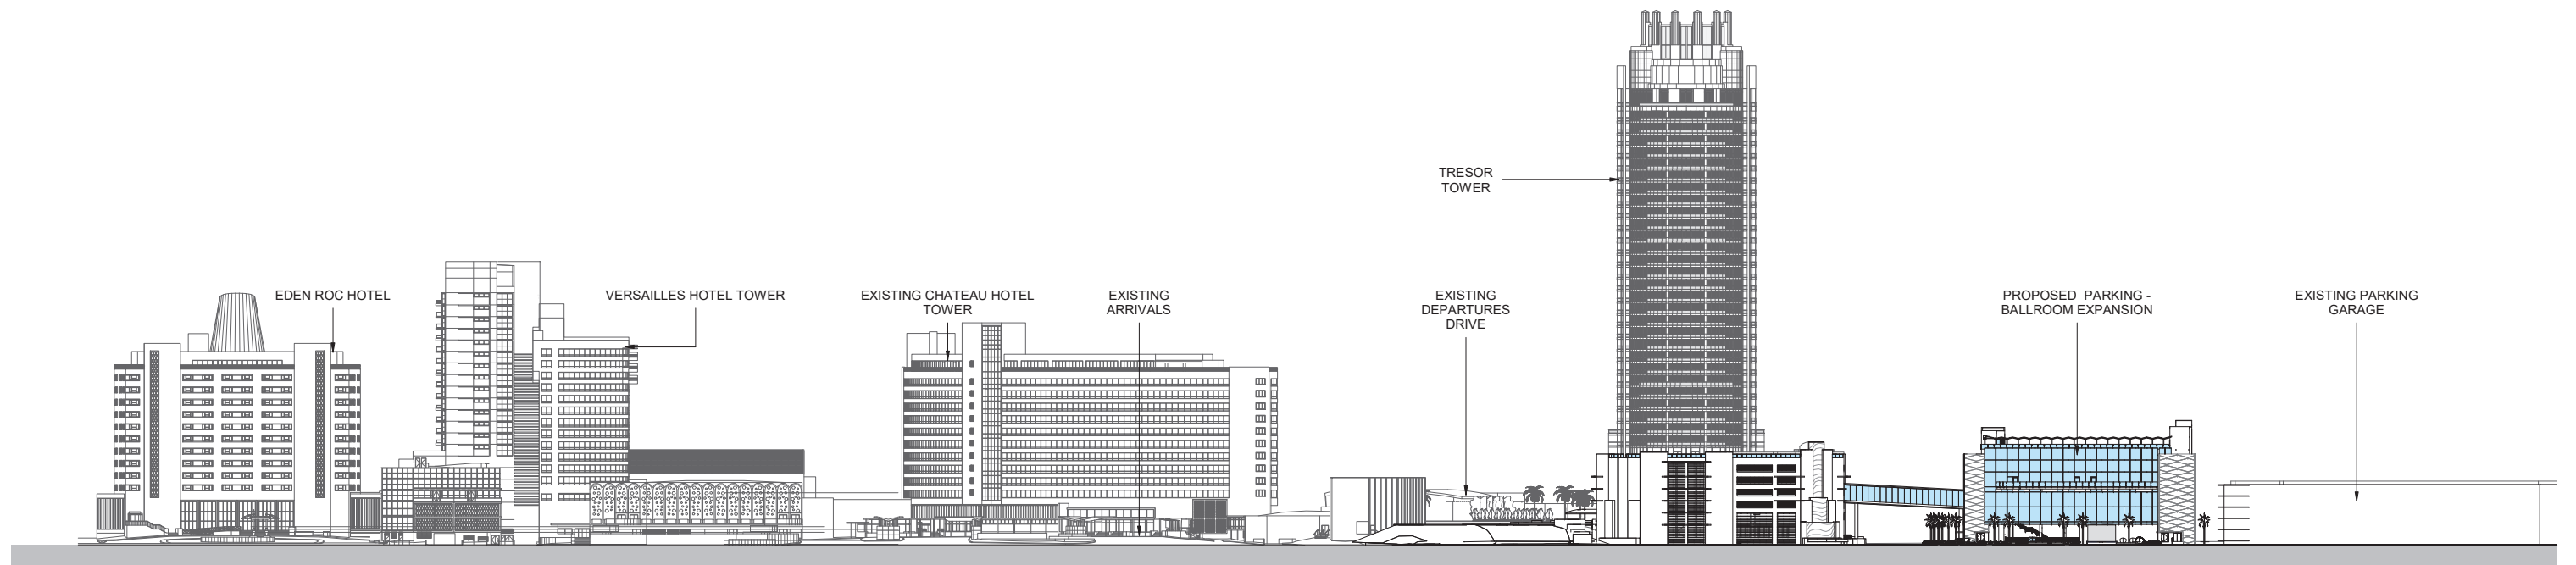 TRESOR
TOWER
EDEN ROC HOTEL
VERSAILLES HOTEL TOWER
EXISTING CHATEAU HOTEL
TOWER
EXISTING
ARRIVALS
EXISTING
DEPARTURES
DRIVE
PROPOSED PARKING -
BALLROOM EXPANSION
EXISTING PARKING
GARAGE